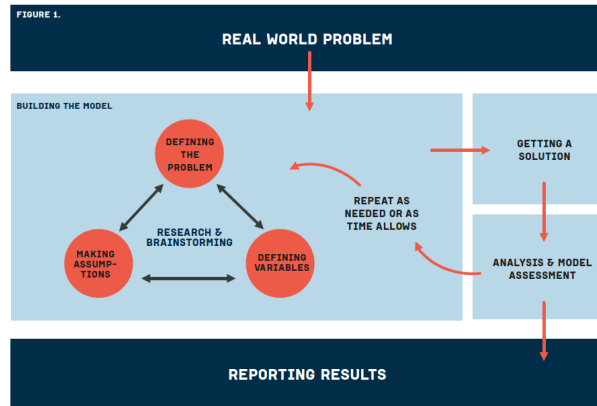 FIGURE 1.
REAL WORLD PROBLEM
BUILDING THE MODEL
DEFINING
THE
PROBLEM
RESEARCH &
BRAINSTORMING
MAKING
ASSUMP-
TIONS
DEFINING
VARIABLES
REPEAT AS
NEEDED OR AS
TIME ALLOWS
GETTING A
SOLUTION
ANALYSIS & MODEL
ASSESSMENT
REPORTING RESULTS